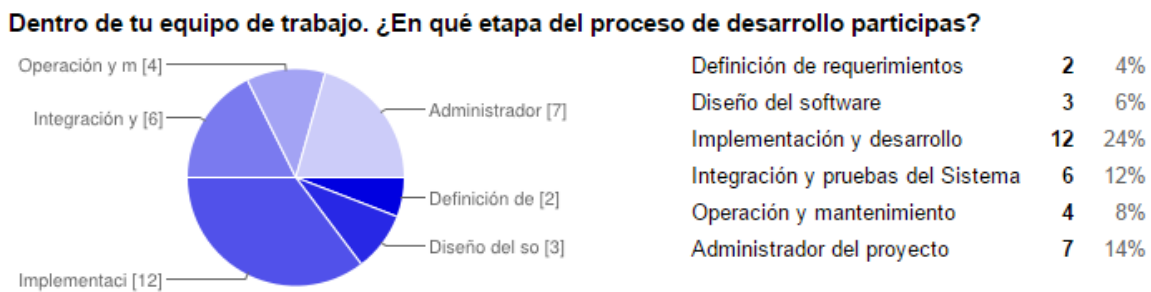 Dentro de tu equipo de trabajo. ¿En qué etapa del proceso de desarrollo participas?
Operación y m [4]
Integración y [6]
Implementaci [12]
Administrador [7]
Definición de [2]
Diseño del so [3]
Definición de requerimientos 2 4%
Diseño del software 3 6%
Implementación y desarrollo 12 24%
Integración y pruebas del Sistema 6 12%
Operación y mantenimiento 4 8%
Administrador del proyecto 7 14%